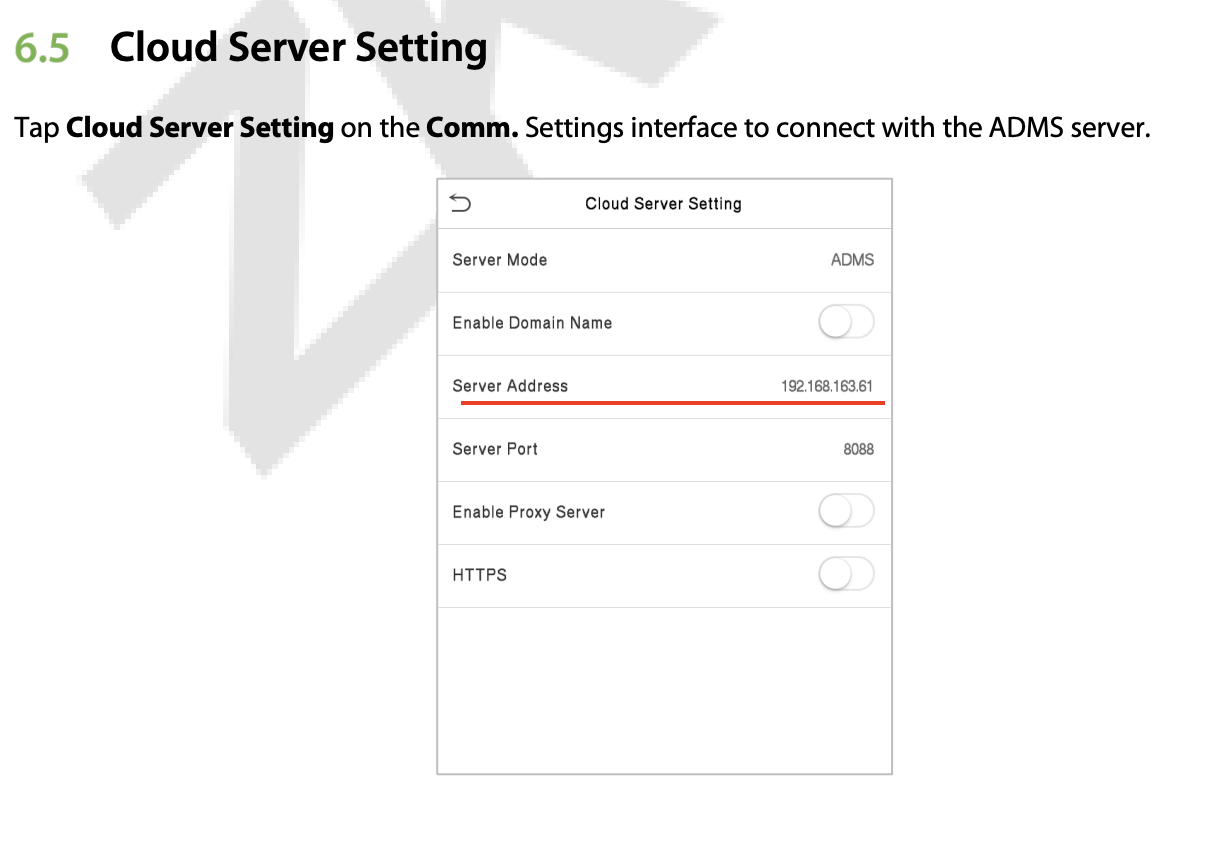 6.5 Cloud Server Setting
Tap Cloud Server Setting on the Comm. Settings interface to connect with the ADMS server.
Cloud Server Setting
Server Mode ADMS
Enable Domain Name
Server Address 192.168.163.61
Server Port 8088
Enable Proxy Server
HTTPS